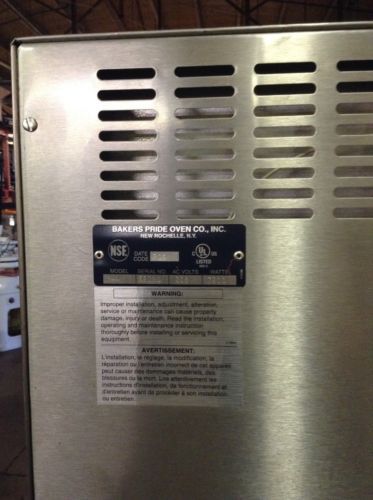 BAKERS PRIDE OVEN CO., INC.
NEW ROCHELLE, N.Y.
NSF
DATE
CODE
C UL US
LISTED
MODEL SERIAL NO. AC VOLTS WATTS
WARNING:
Improper installation, adjustment, alteration,
service or maintenance can cause property
damage, injury or death. Read the installation,
operating and maintenance instruction
thoroughly before installing or servicing this
equipment.
AVERTISSEMENT:
L'installation, le réglage, la modification, la
réparation ou l'entretien incorrect de cet appareil
peut causer des dommages matériels, des
blessures ou la mort. Lire attentivement les
instructions d'installation, de fonctionnement et
d'entretien avant de procéder à son installation
ou entretien.